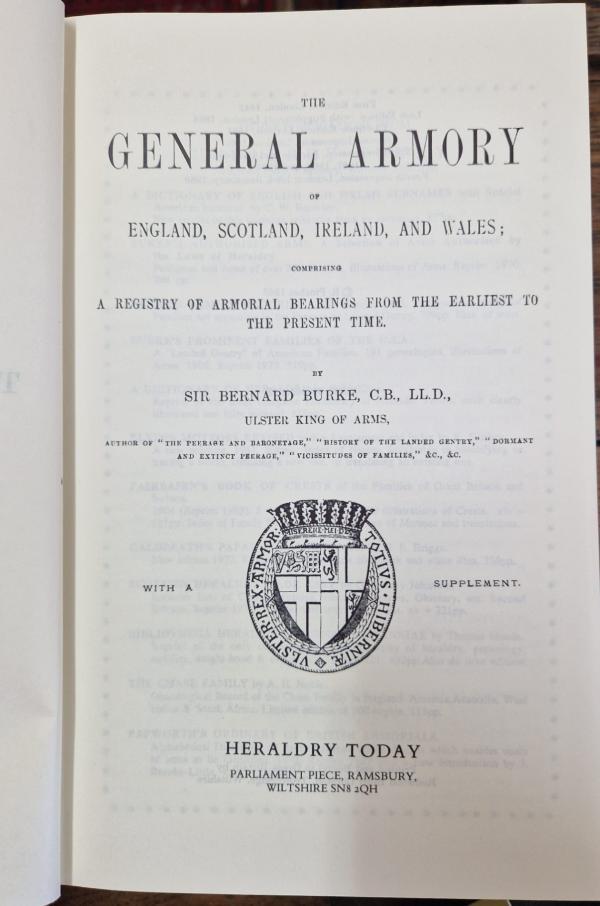 THE
GENERAL ARMORY
OF
ENGLAND, SCOTLAND, IRELAND, AND WALES;
COMPRISING
A REGISTRY OF ARMORIAL BEARINGS FROM THE EARLIEST TO
THE PRESENT TIME.
BY
SIR BERNARD BURKE, C.B., LL.D.,
ULSTER KING OF ARMS,
AUTHOR OF "THE PEERAGE AND BARONETAGE," "HISTORY OF THE LANDED GENTRY," "DORMANT
AND EXTINCT PEERAGE," "VICISSITUDES OF FAMILIES," &C., &C.
MISERERE MEI DEUS
VLSTER·REX·ARMOR·TOTIVS·HIBERNIÆ
WITH A SUPPLEMENT.
HERALDRY TODAY
PARLIAMENT PIECE, RAMSBURY,
WILTSHIRE SN8 2QH